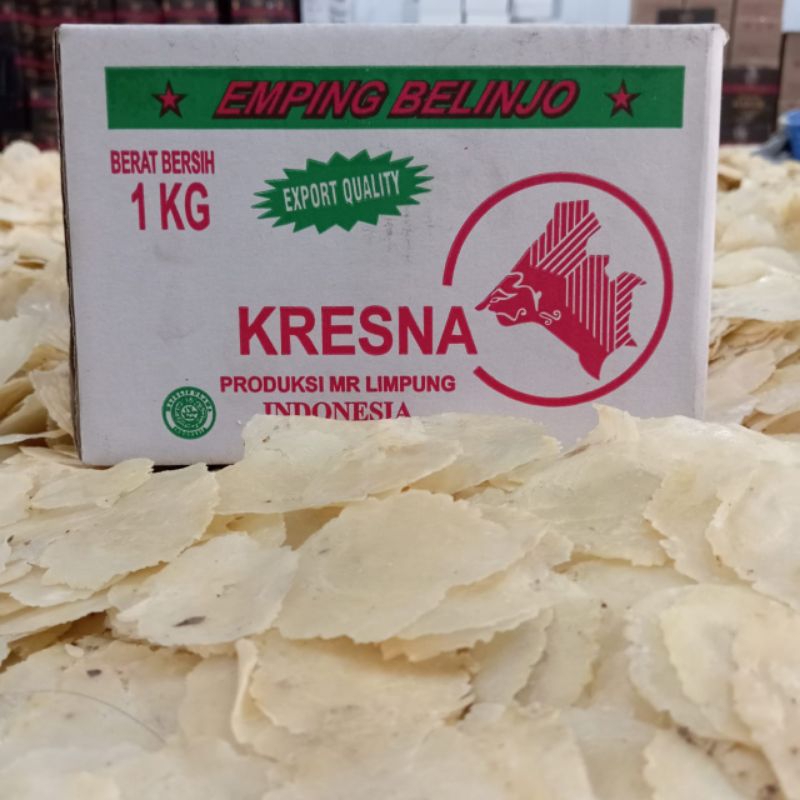 EMPING BELINJO
BERAT BERSIH
1 KG
EXPORT QUALITY
KRESNA
PRODUKSI MR LIMPUNG
INDONESIA